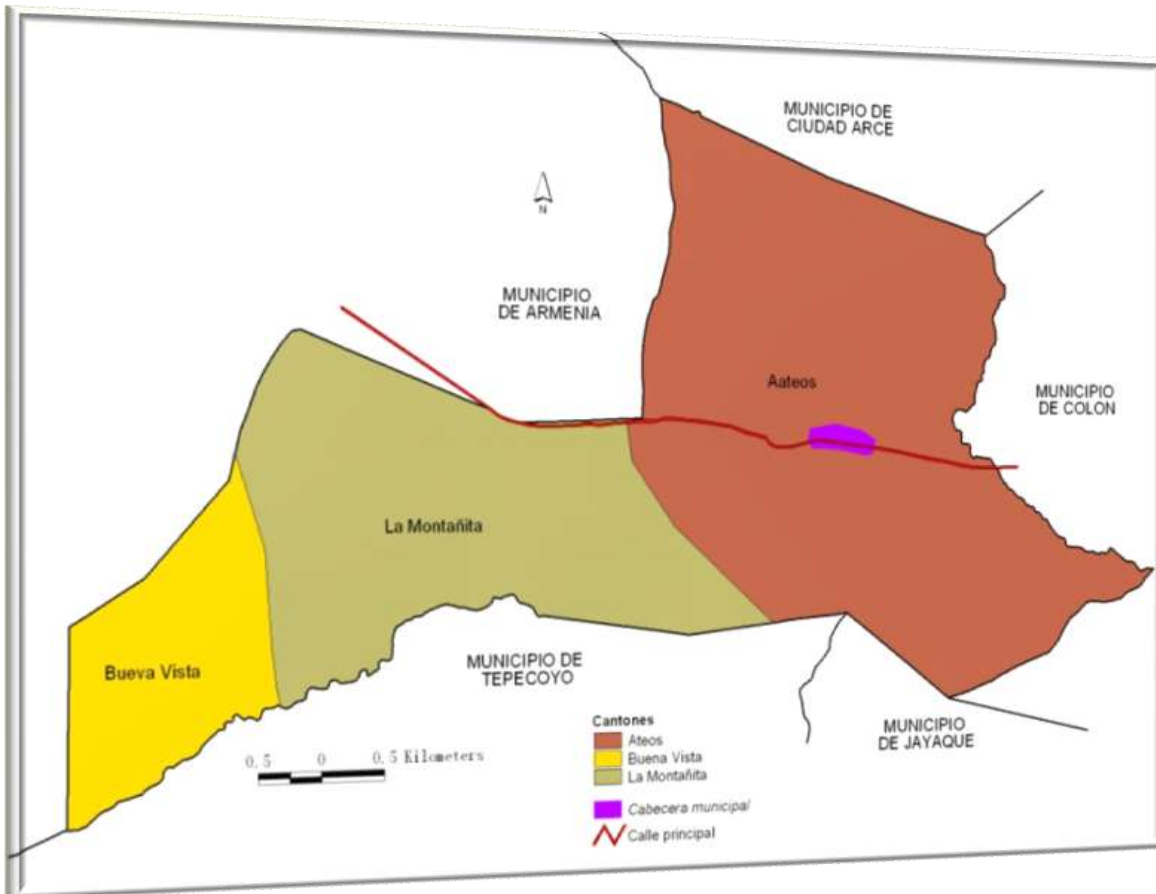 MUNICIPIO DE
CIUDAD ARCE
N
MUNICIPIO
DE ARMENIA
Aateos
MUNICIPIO
DE COLON
La Montañita
Bueva Vista
MUNICIPIO DE
TEPECOYO
MUNICIPIO
DE JAYAQUE
0.5 0 0.5 Kilometers
Cantones
Ateos
Buena Vista
La Montañita
Cabecera municipal
Calle principal